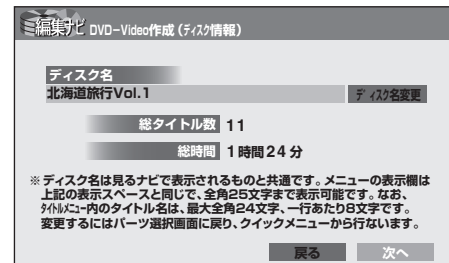 編集ナビ DVD-Video作成(ディスク情報)
ディスク名
北海道旅行Vol.1
ディスク名変更
総タイトル数 11
総時間 1時間24分
※ディスク名は見るナビで表示されるものと共通です。メニューの表示欄は
上記の表示スペースと同じで、全角25文字まで表示可能です。なお、
タイトルメニュー内のタイトル名は、最大全角24文字、一行あたり8文字です。
変更するにはパーツ選択画面に戻り、クイックメニューから行ないます。
戻る 次へ